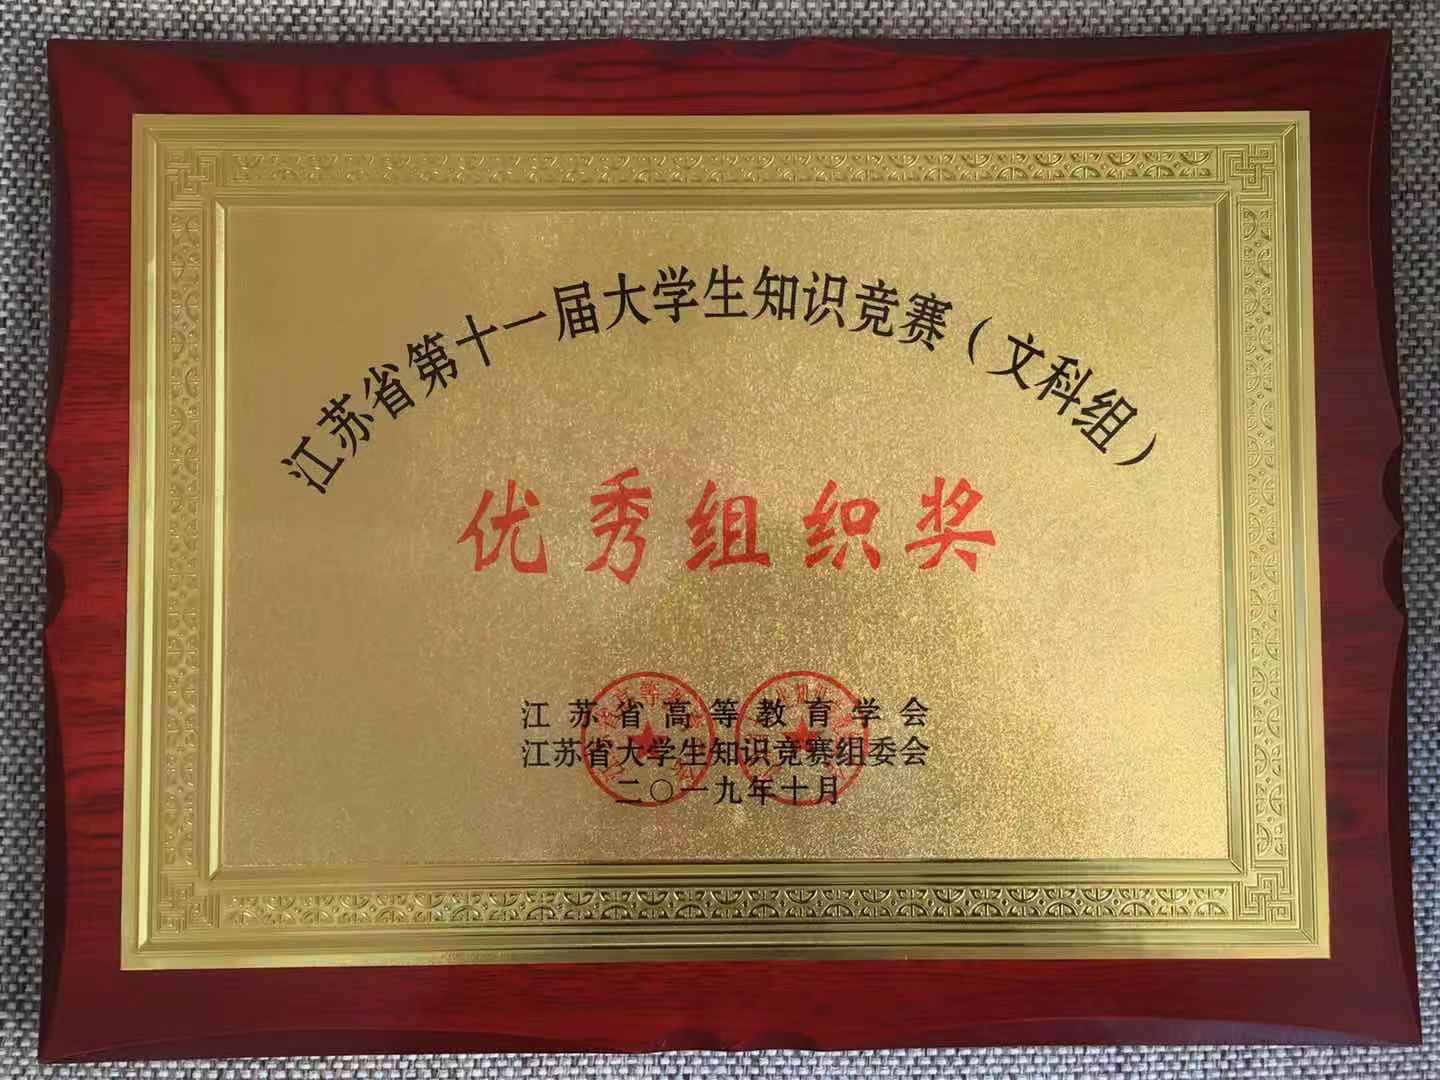 江苏省第十一届大学生知识竞赛（文科组）
优秀组织奖
江苏省高等教育学会
江苏省大学生知识竞赛组委会
二〇一九年十月